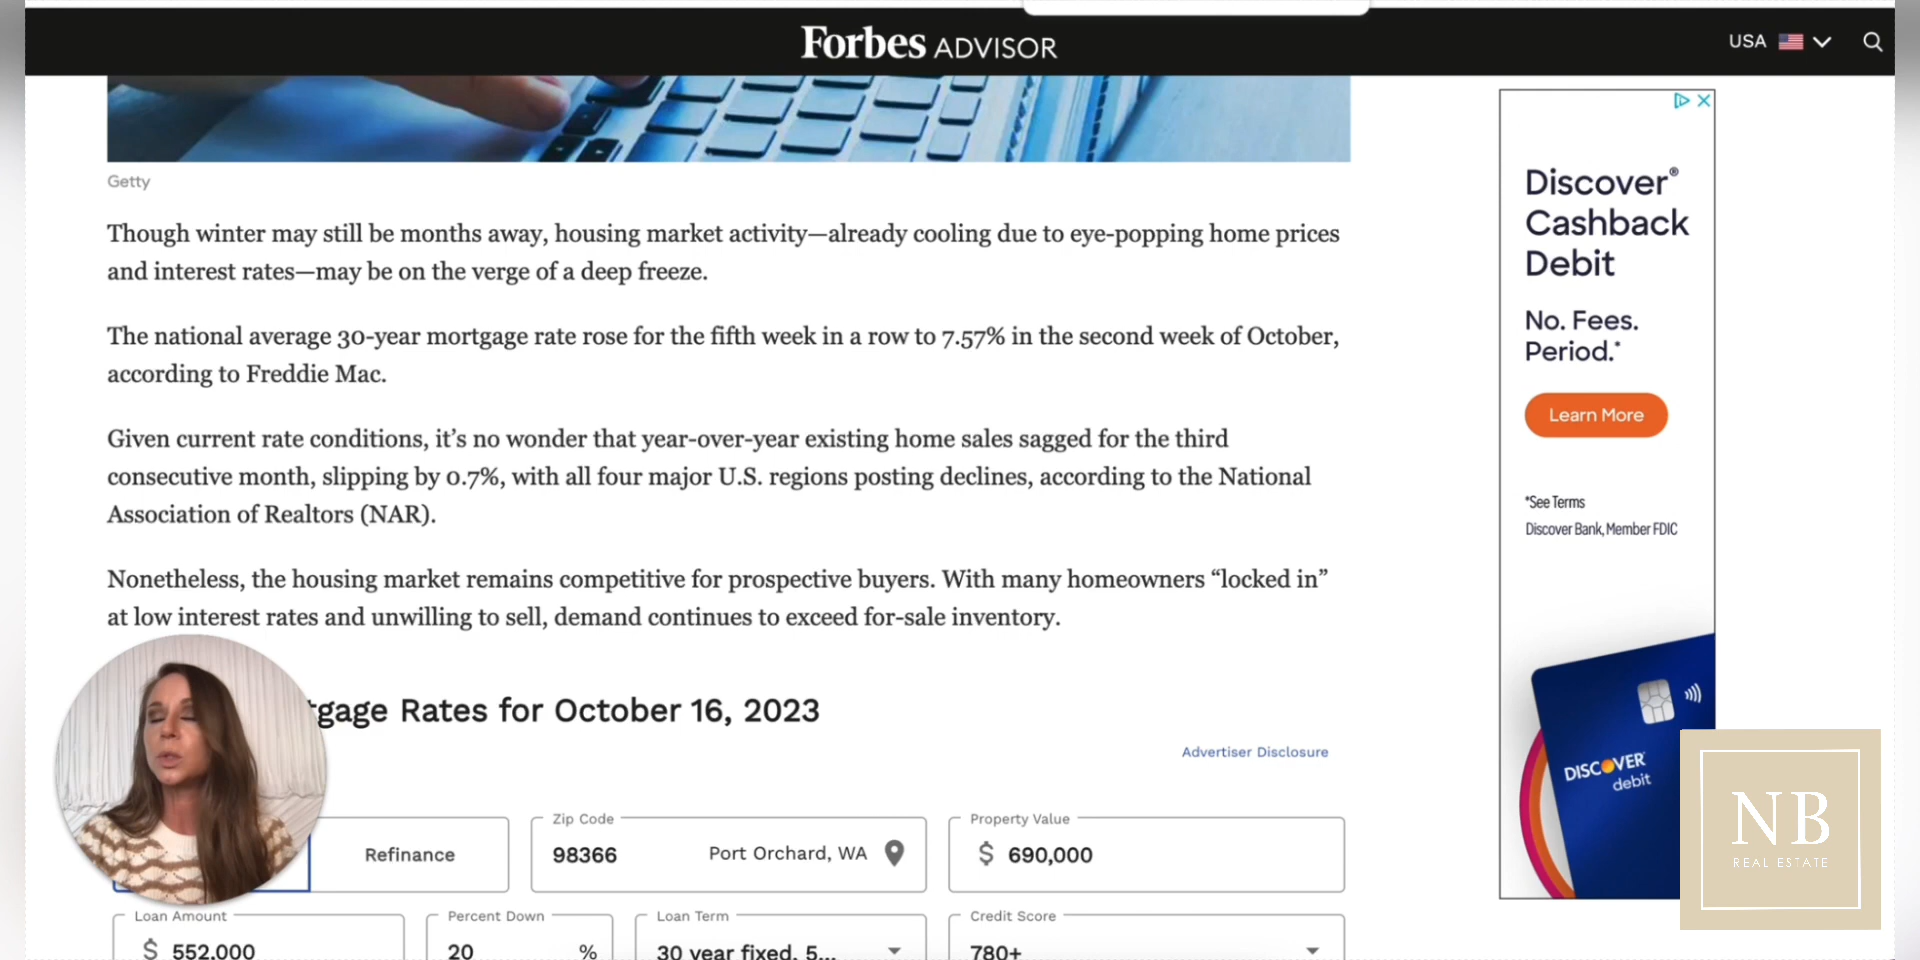 Forbes ADVISOR
USA
Getty
Though winter may still be months away, housing market activity—already cooling due to eye-popping home prices
and interest rates—may be on the verge of a deep freeze.
The national average 30-year mortgage rate rose for the fifth week in a row to 7.57% in the second week of October,
according to Freddie Mac.
Given current rate conditions, it’s no wonder that year-over-year existing home sales sagged for the third
consecutive month, slipping by 0.7%, with all four major U.S. regions posting declines, according to the National
Association of Realtors (NAR).
Nonetheless, the housing market remains competitive for prospective buyers. With many homeowners “locked in”
at low interest rates and unwilling to sell, demand continues to exceed for-sale inventory.
tgage Rates for October 16, 2023
Advertiser Disclosure
Refinance
Zip Code
98366
Port Orchard, WA
Property Value
$ 690,000
Loan Amount
$ 552,000
Percent Down
20 %
Loan Term
30 year fixed, 5...
Credit Score
780+
Discover®
Cashback
Debit
No. Fees.
Period.*
Learn More
*See Terms
Discover Bank, Member FDIC
DISCOVER
debit
NB
REAL ESTATE